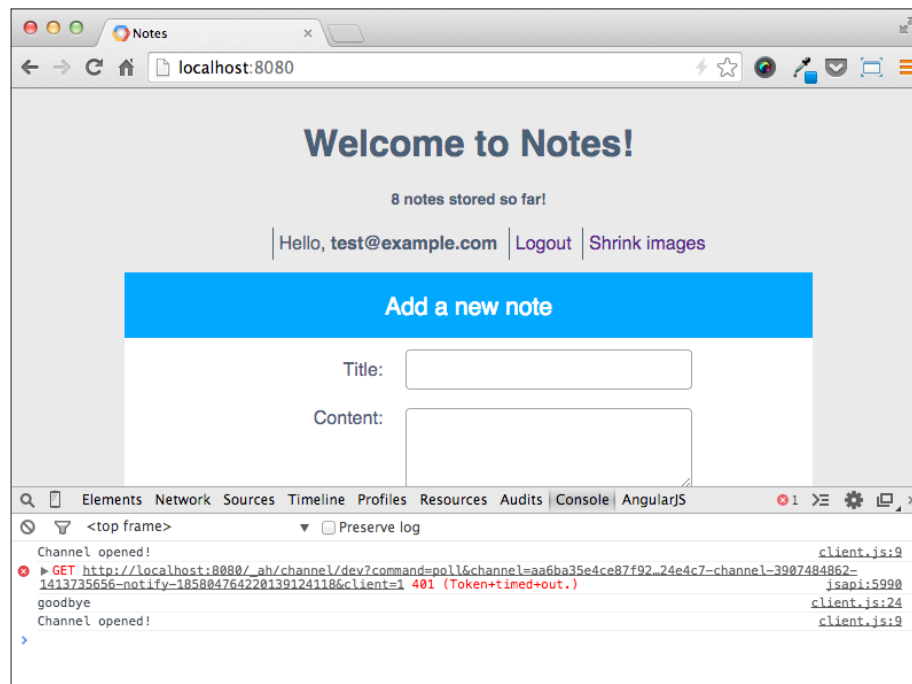 Notes
localhost:8080
Welcome to Notes!
8 notes stored so far!
Hello, test@example.com Logout Shrink images
Add a new note
Title:
Content:
Elements Network Sources Timeline Profiles Resources Audits Console AngularJS 1
<top frame> Preserve log
Channel opened! client.js:9
GET http://localhost:8080/_ah/channel/dev?command=poll&channel=aa6ba35e4ce87f92…24e4c7-channel-3907484862-
1413735656-notify-185804764220139124118&client=1 401 (Token+timed+out.) jsapi:5990
goodbye client.js:24
Channel opened! client.js:9